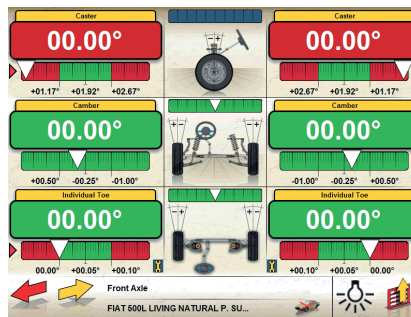 Caster Caster
00.00° 00.00°
- +
+01.17° +01.92° +02.67° +02.67° +01.92° +01.17°
Camber Camber
00.00° 00.00°
+ - - +
+00.50° -00.25° -01.00° -01.00° -00.25° +00.50°
Individual Toe Individual Toe
00.00° 00.00°
- + + -
00.00° +00.05° +00.10° +00.10° +00.05° 00.00°
Front Axle
FIAT 500L LIVING NATURAL P. SU...